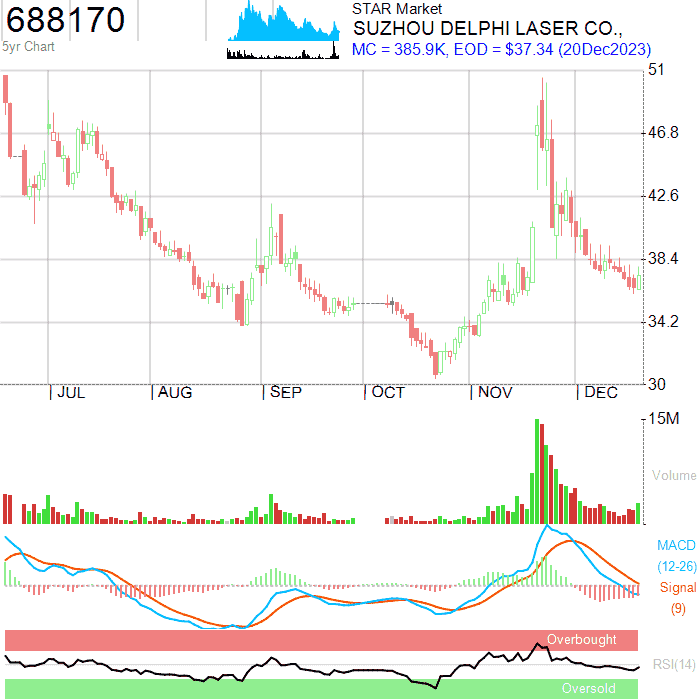 688170
5yr Chart
STAR Market
SUZHOU DELPHI LASER CO.,
MC = 385.9K, EOD = $37.34 (20Dec2023)
51
46.8
42.6
38.4
34.2
30
JUL AUG SEP OCT NOV DEC
15M
Volume
MACD
(12-26)
Signal
(9)
Overbought
RSI(14)
Oversold